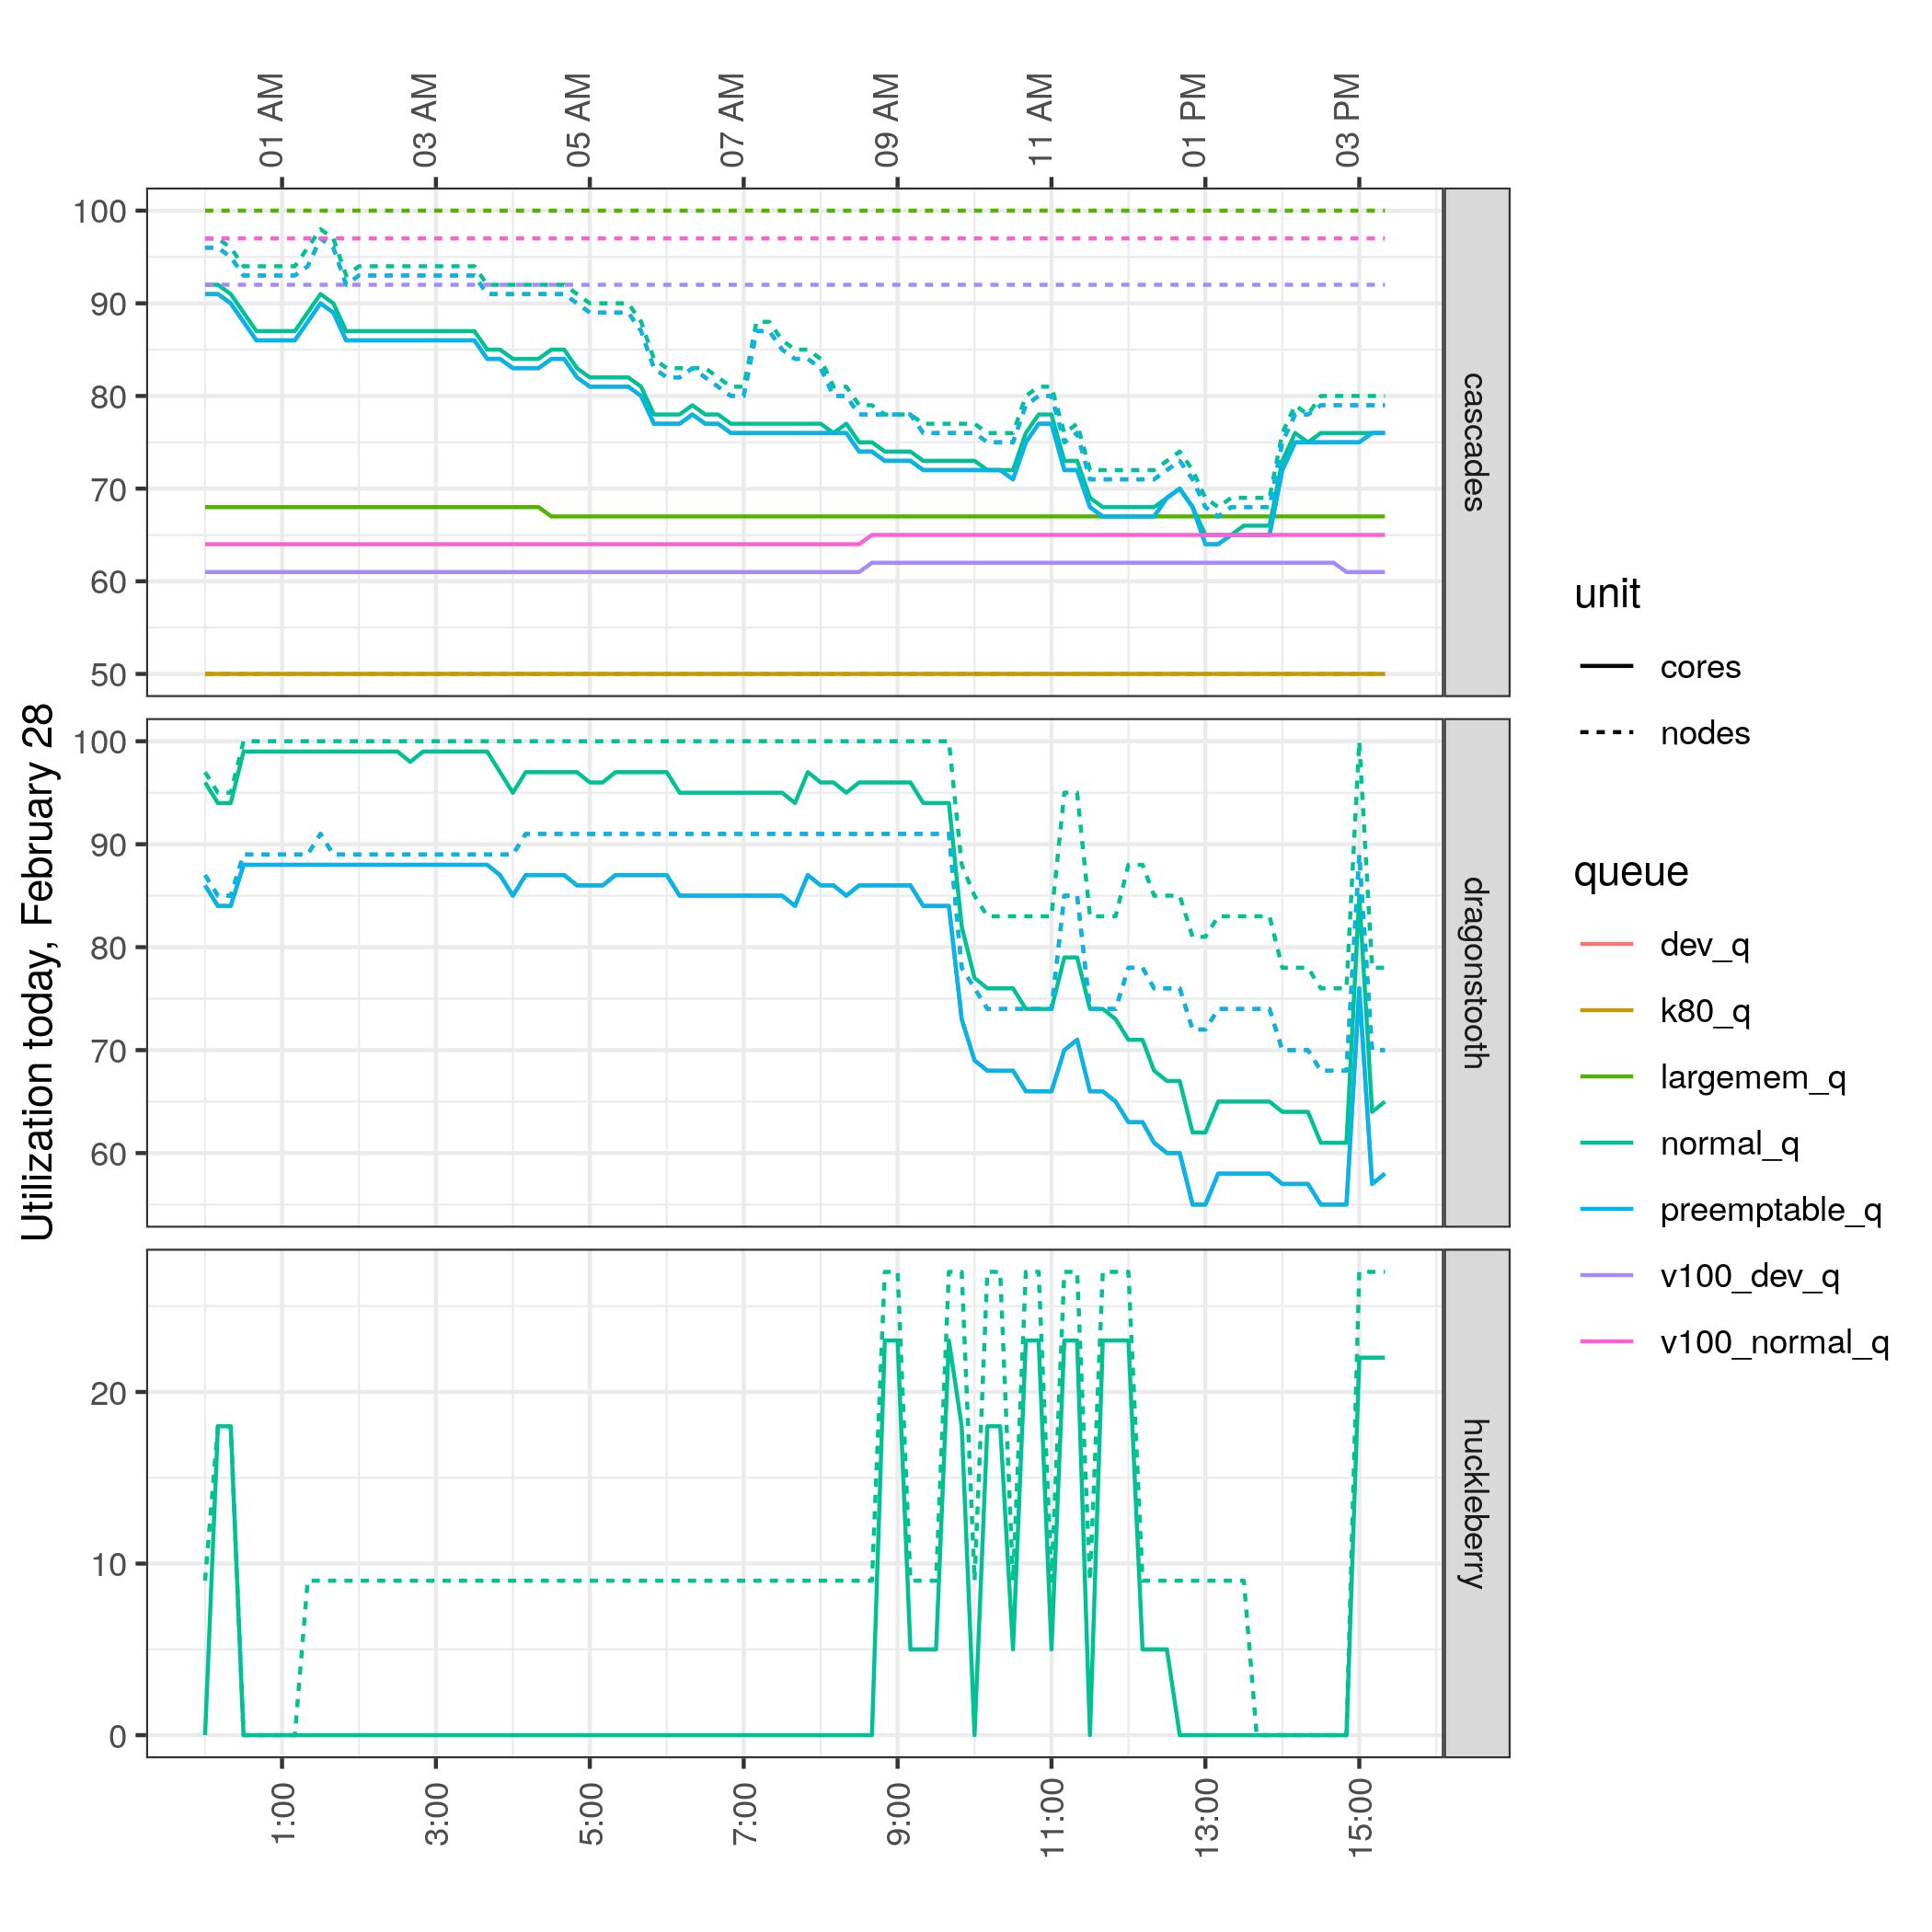 01 AM
03 AM
05 AM
07 AM
09 AM
11 AM
01 PM
03 PM
Utilization today, February 28
100
90
80
70
60
50
cascades
100
90
80
70
60
dragonstooth
20
10
0
huckleberry
1:00
3:00
5:00
7:00
9:00
11:00
13:00
15:00
unit
cores
nodes
queue
dev_q
k80_q
largemem_q
normal_q
preemptable_q
v100_dev_q
v100_normal_q